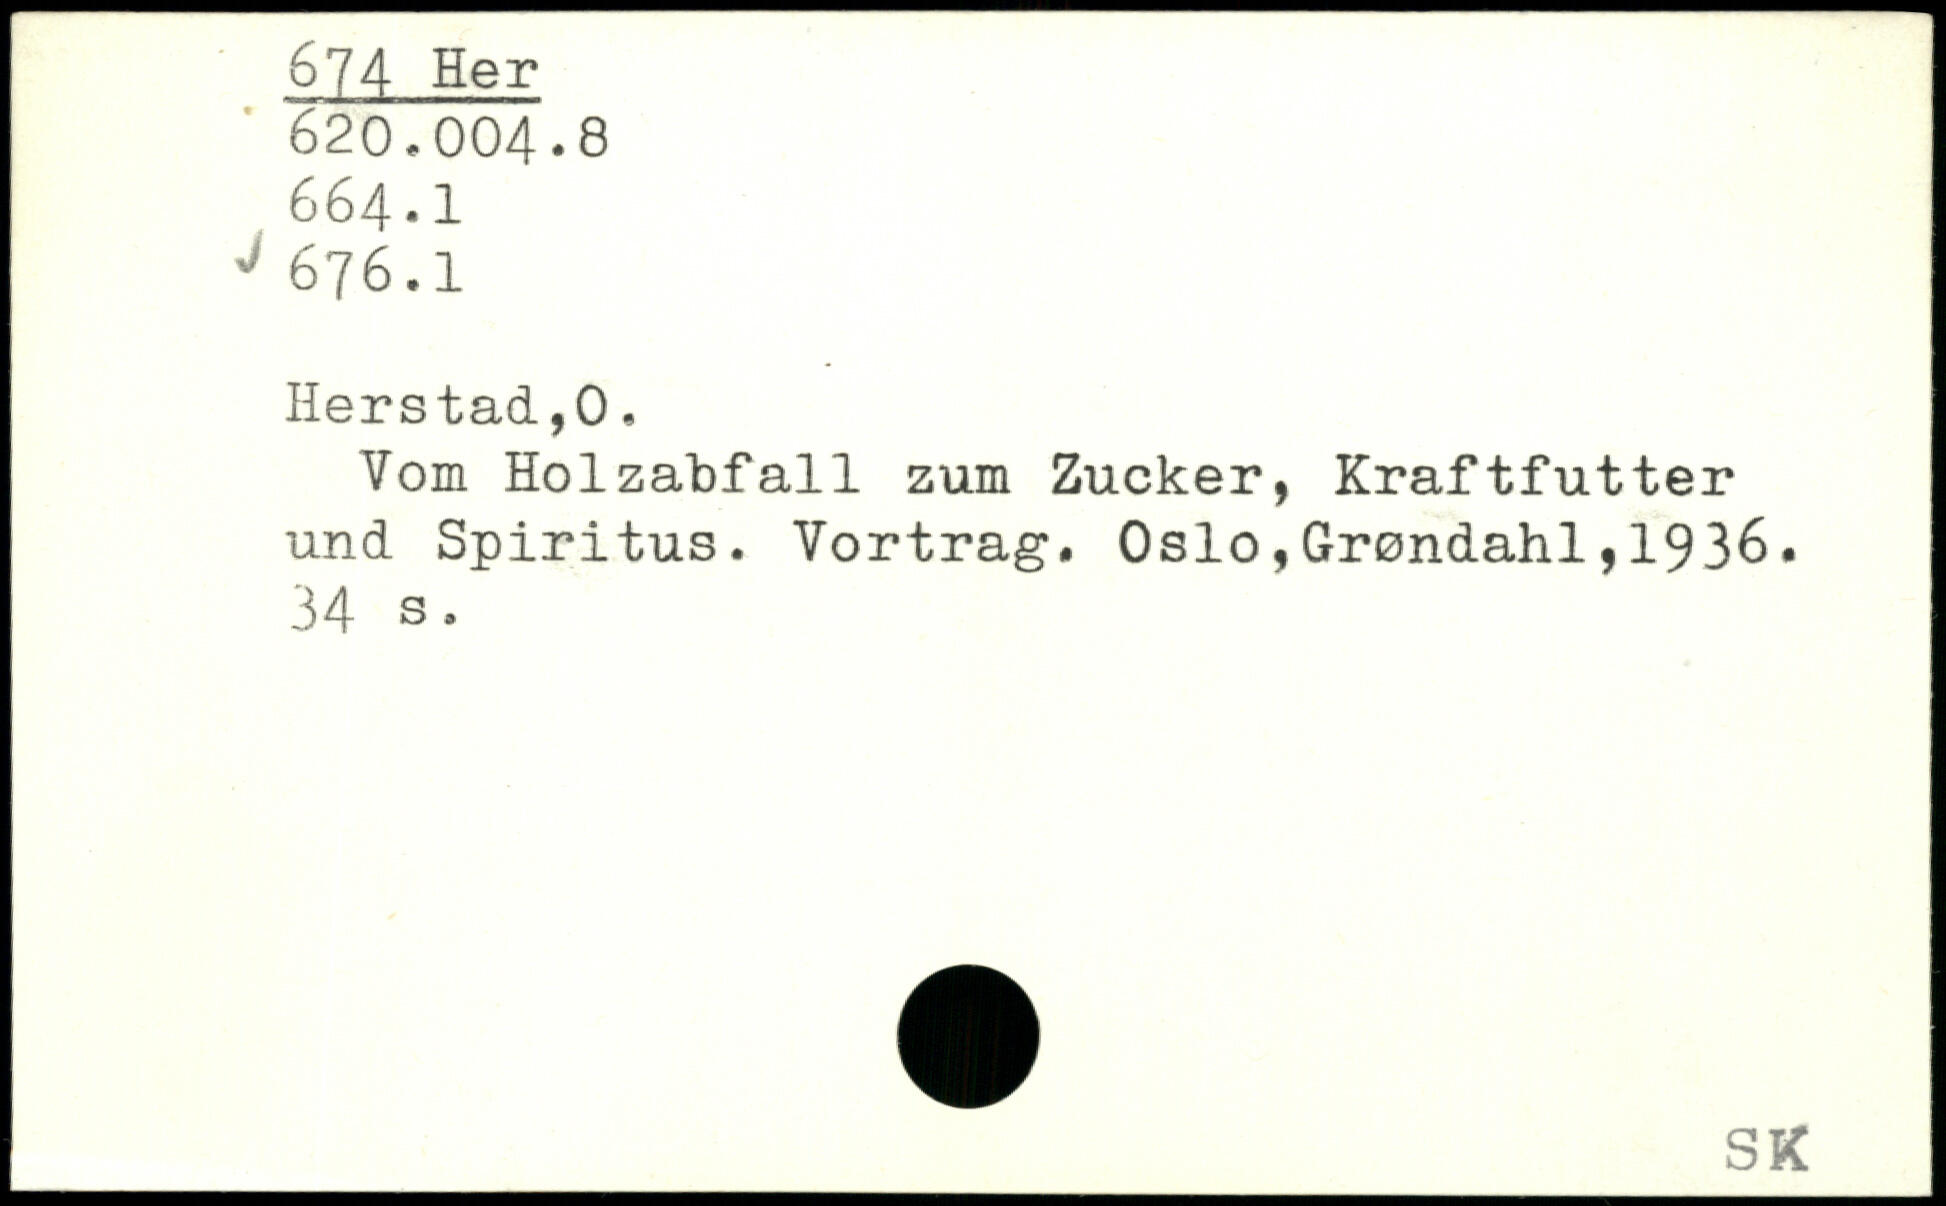 674 Her
620.004.8
664.1
676.1
Herstad,O.
Vom Holzabfall zum Zucker, Kraftfutter
und Spiritus. Vortrag. Oslo,Grøndahl,1936.
34 s.
SK